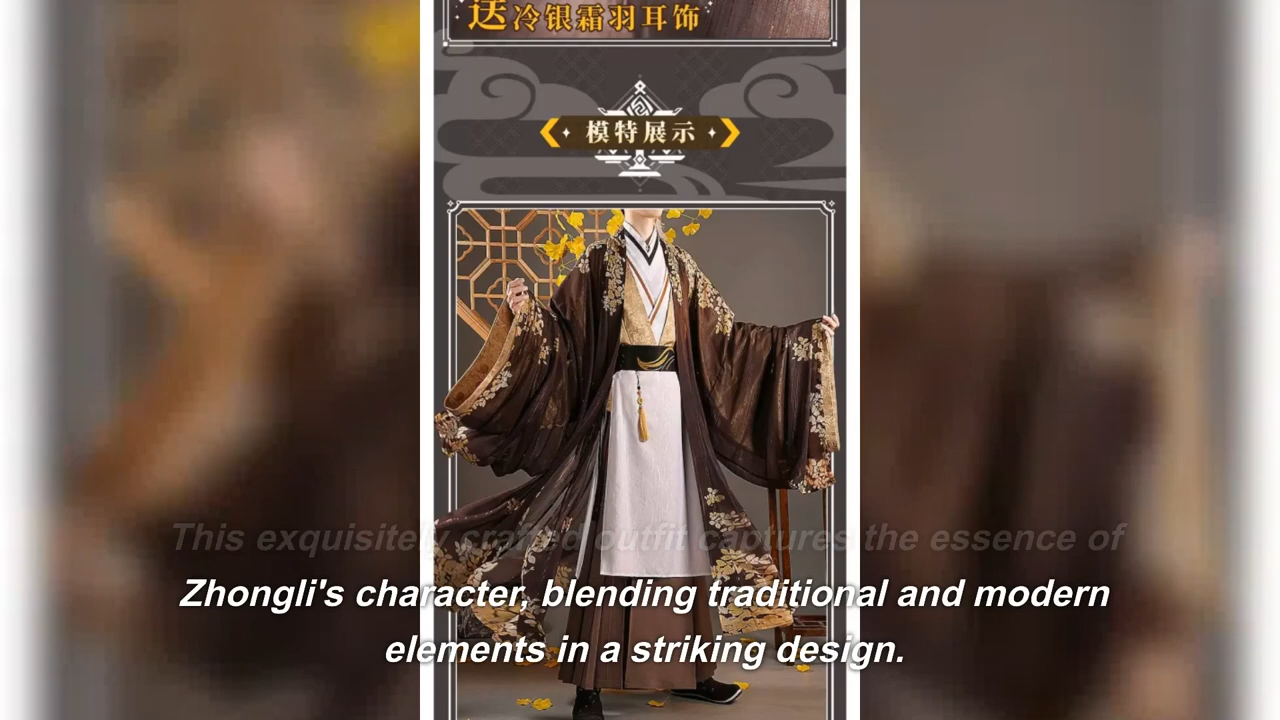 送冷银霜羽耳饰
模特展示
This exquisitely crafted outfit captures the essence of
Zhongli's character, blending traditional and modern
elements in a striking design.